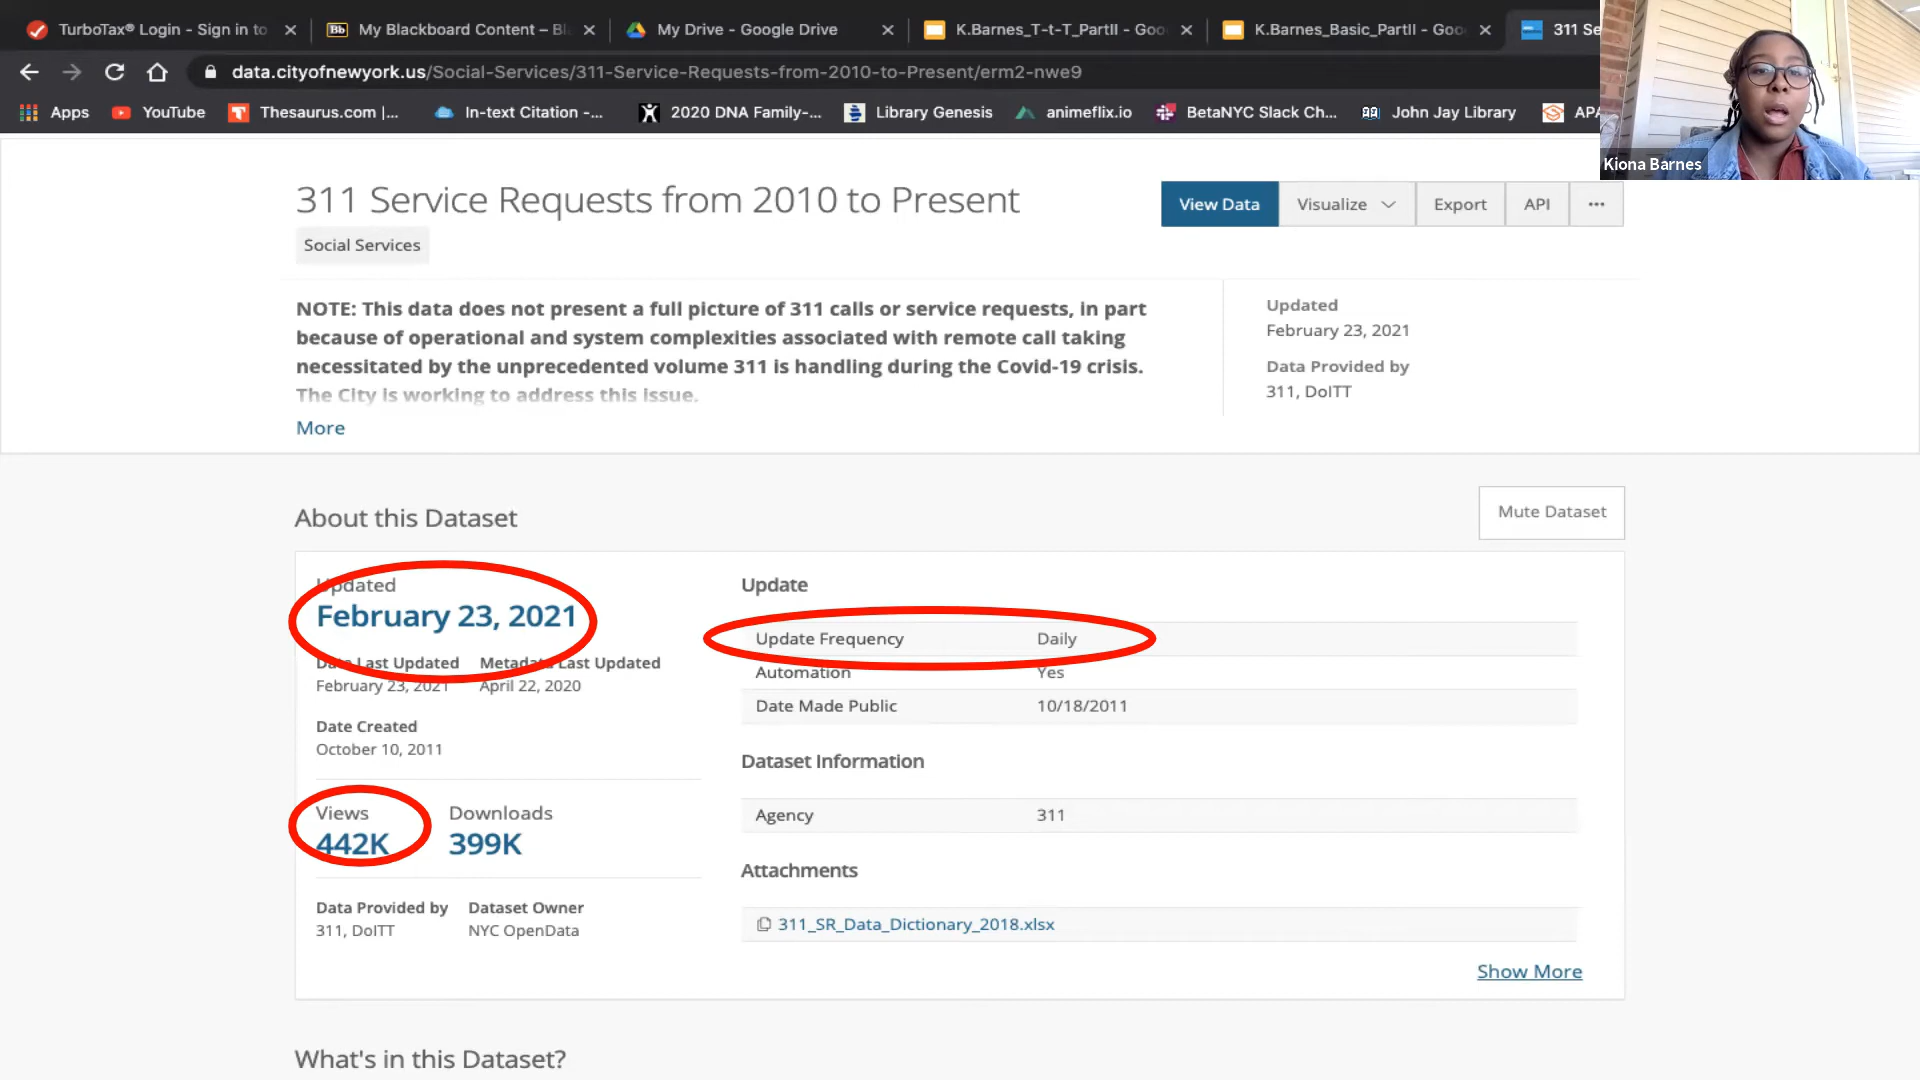 TurboTax® Login - Sign in to
My Blackboard Content – Bl
My Drive - Google Drive
K.Barnes_T-t-T_PartII - Goo
K.Barnes_Basic_PartII - Goo
311 Se
data.cityofnewyork.us/Social-Services/311-Service-Requests-from-2010-to-Present/erm2-nwe9
Apps
YouTube
Thesaurus.com |...
In-text Citation -...
2020 DNA Family-...
Library Genesis
animeflix.io
BetaNYC Slack Ch...
John Jay Library
APA
Kiona Barnes
311 Service Requests from 2010 to Present
View Data
Visualize
Export
API
...
Social Services
NOTE: This data does not present a full picture of 311 calls or service requests, in part
because of operational and system complexities associated with remote call taking
necessitated by the unprecedented volume 311 is handling during the Covid-19 crisis.
The City is working to address this issue.
More
Updated
February 23, 2021
Data Provided by
311, DoITT
About this Dataset
Mute Dataset
Updated
February 23, 2021
Data Last Updated
February 23, 2021
Metadata Last Updated
April 22, 2020
Date Created
October 10, 2011
Views
442K
Downloads
399K
Data Provided by
311, DoITT
Dataset Owner
NYC OpenData
Update
Update Frequency Daily
Automation Yes
Date Made Public 10/18/2011
Dataset Information
Agency 311
Attachments
311_SR_Data_Dictionary_2018.xlsx
Show More
What's in this Dataset?